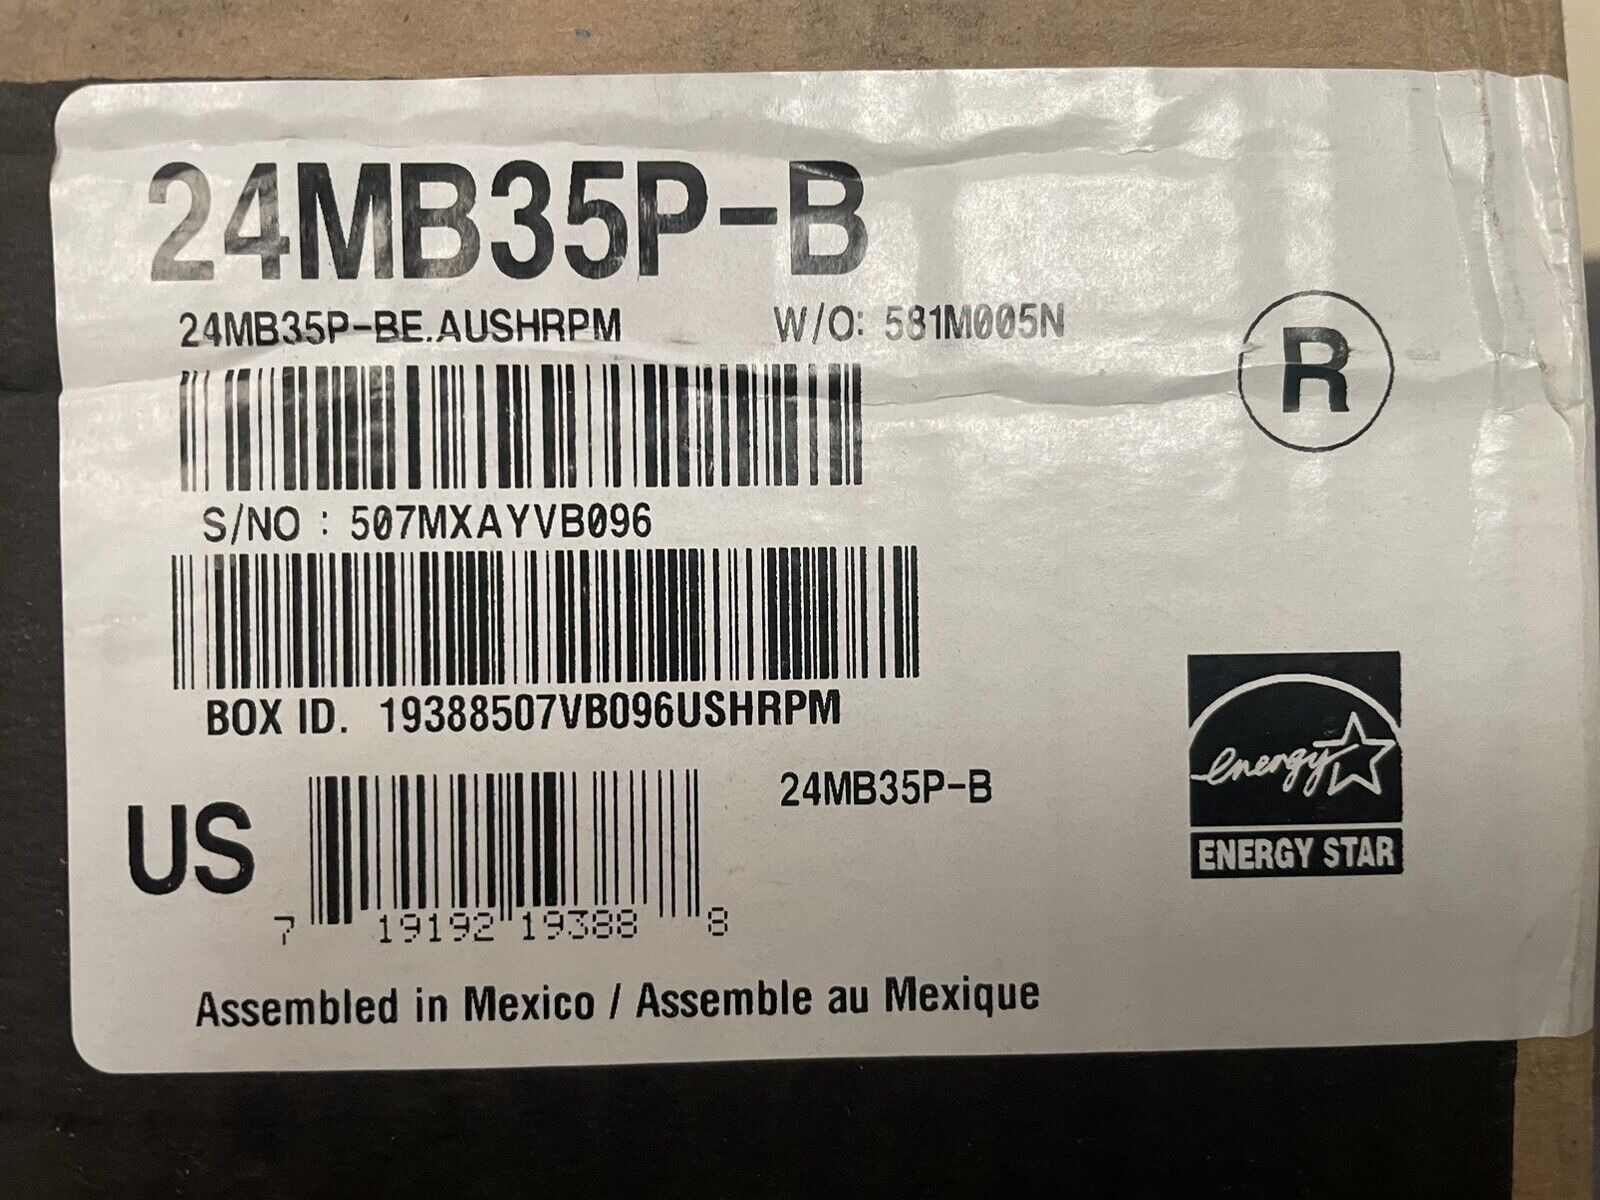 24MB35P-B
24MB35P-BE.AUSHRPM W/O: 581M005N
R
S/NO : 507MXAYVB096
BOX ID. 19388507VB096USHRPM
24MB35P-B
energy
ENERGY STAR
US
7 19192 19388 8
Assembled in Mexico / Assemble au Mexique